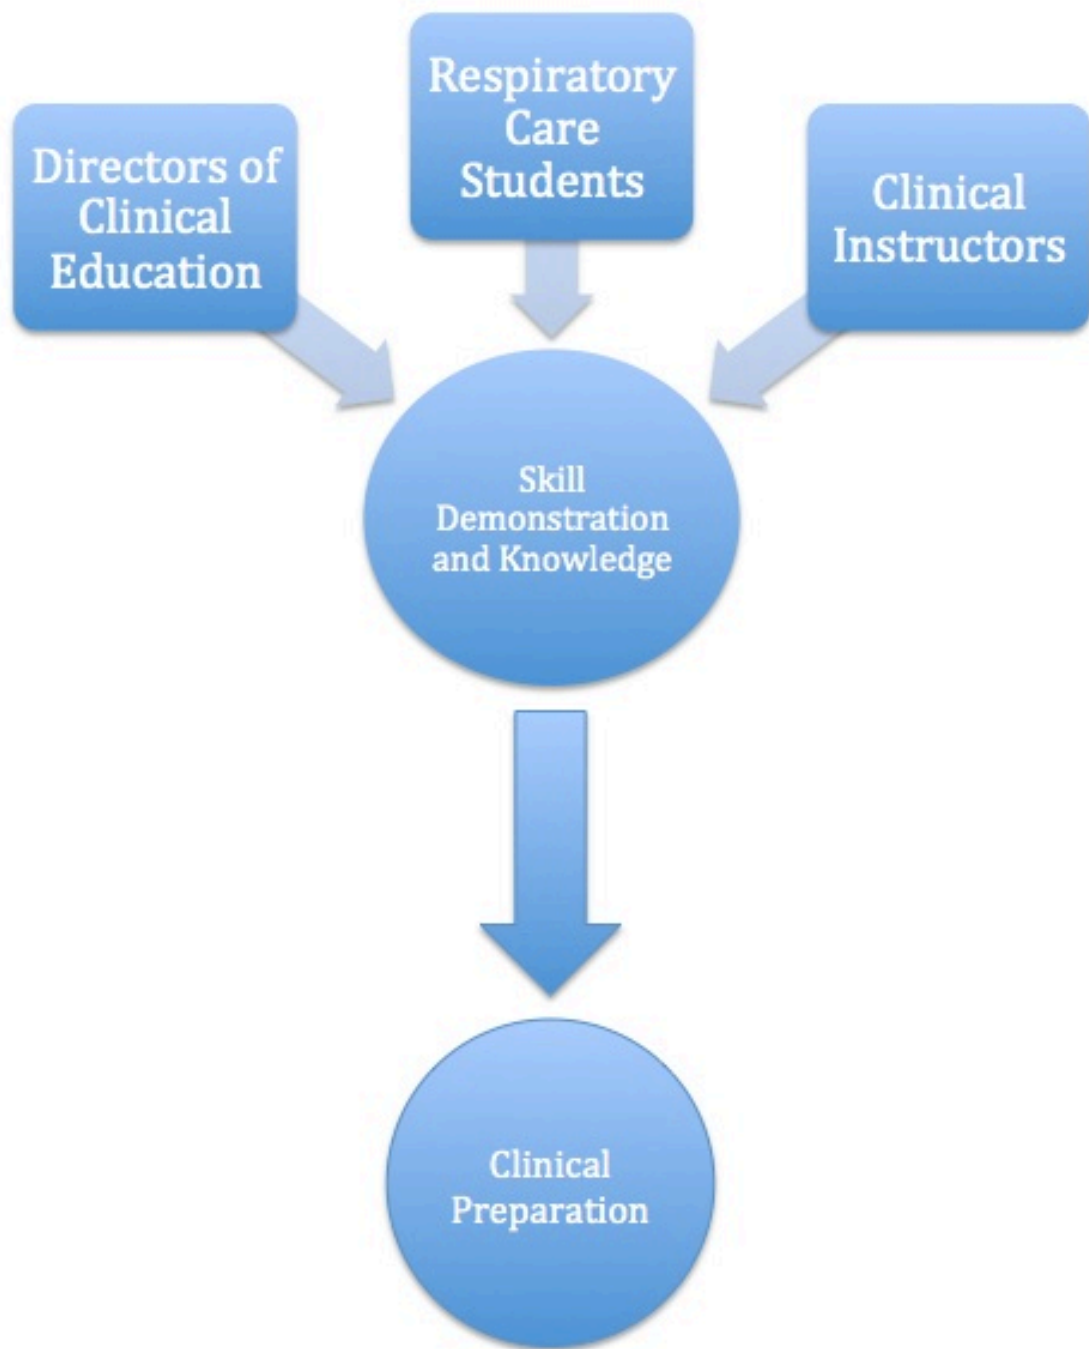 Respiratory
Care
Students
Directors of
Clinical
Education
Clinical
Instructors
Skill
Demonstration
and Knowledge
Clinical
Preparation